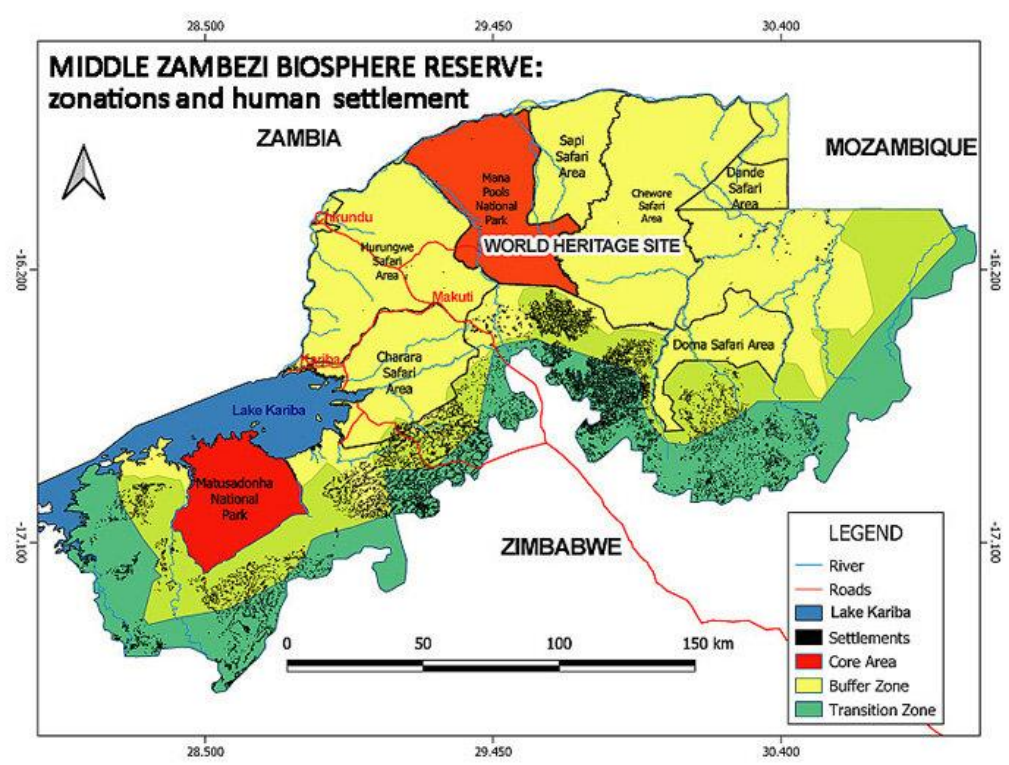 28.500
29.450
30.400
MIDDLE ZAMBEZI BIOSPHERE RESERVE:
zonations and human settlement
ZAMBIA
MOZAMBIQUE
Sapi
Safari
Area
Mana
Pools
National
Park
Dande
Safari
Area
Chewore
Safari
Area
Chirundu
WORLD HERITAGE SITE
Hurungwe
Safari
Area
-16.200
-16.200
Makuti
Kariba
Charara
Safari
Area
Doma Safari Area
Lake Kariba
Matusadonha
National
Park
-17.100
-17.100
ZIMBABWE
LEGEND
River
Roads
Lake Kariba
Settlements
Core Area
Buffer Zone
Transition Zone
0
50
100
150 km
28.500
29.450
30.400